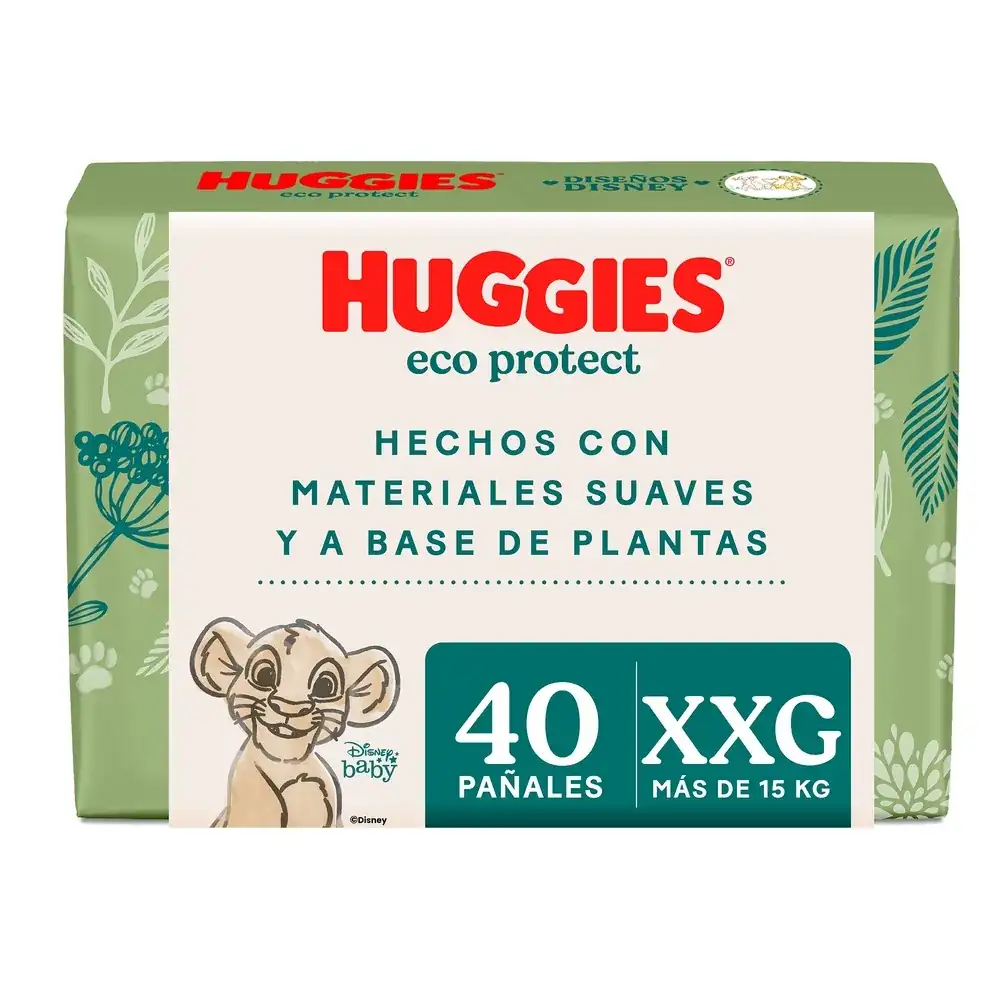 HUGGIES
eco protect
DISEÑOS
DISNEY
HUGGIES®
eco protect
HECHOS CON
MATERIALES SUAVES
Y A BASE DE PLANTAS
Disney
baby
©Disney
40
PAÑALES
XXG
MÁS DE 15 KG